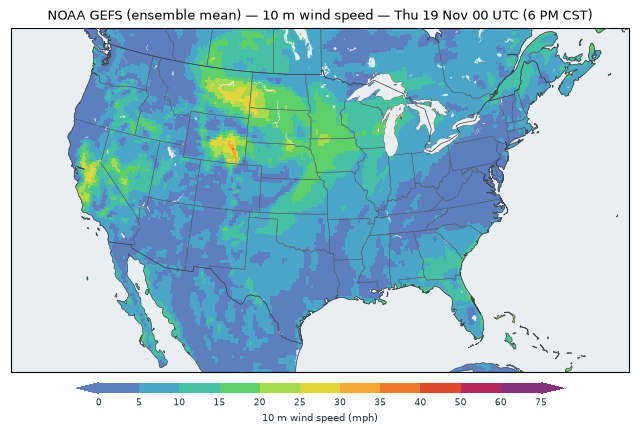 NOAA GEFS (ensemble mean) — 10 m wind speed — Thu 19 Nov 00 UTC (6 PM CST)
0 5 10 15 20 25 30 35 40 50 60 75
10 m wind speed (mph)